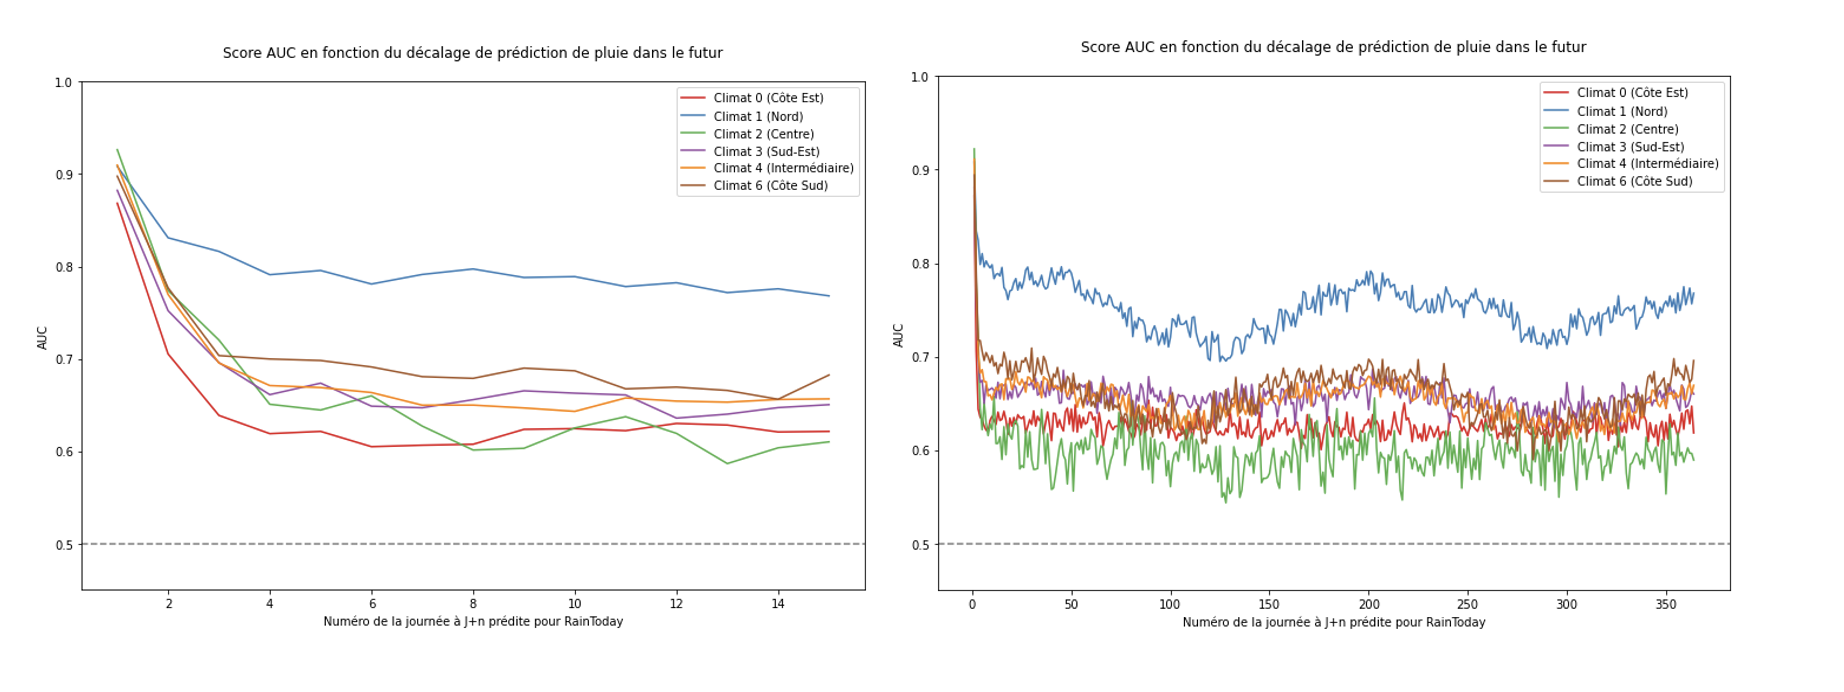 Score AUC en fonction du décalage de prédiction de pluie dans le futur
1.0
0.9
0.8
0.7
0.6
0.5
AUC
Climat 0 (Côte Est)
Climat 1 (Nord)
Climat 2 (Centre)
Climat 3 (Sud-Est)
Climat 4 (Intermédiaire)
Climat 6 (Côte Sud)
2 4 6 8 10 12 14
Numéro de la journée à J+n prédite pour RainToday
Score AUC en fonction du décalage de prédiction de pluie dans le futur
1.0
0.9
0.8
0.7
0.6
0.5
AUC
Climat 0 (Côte Est)
Climat 1 (Nord)
Climat 2 (Centre)
Climat 3 (Sud-Est)
Climat 4 (Intermédiaire)
Climat 6 (Côte Sud)
0 50 100 150 200 250 300 350
Numéro de la journée à J+n prédite pour RainToday